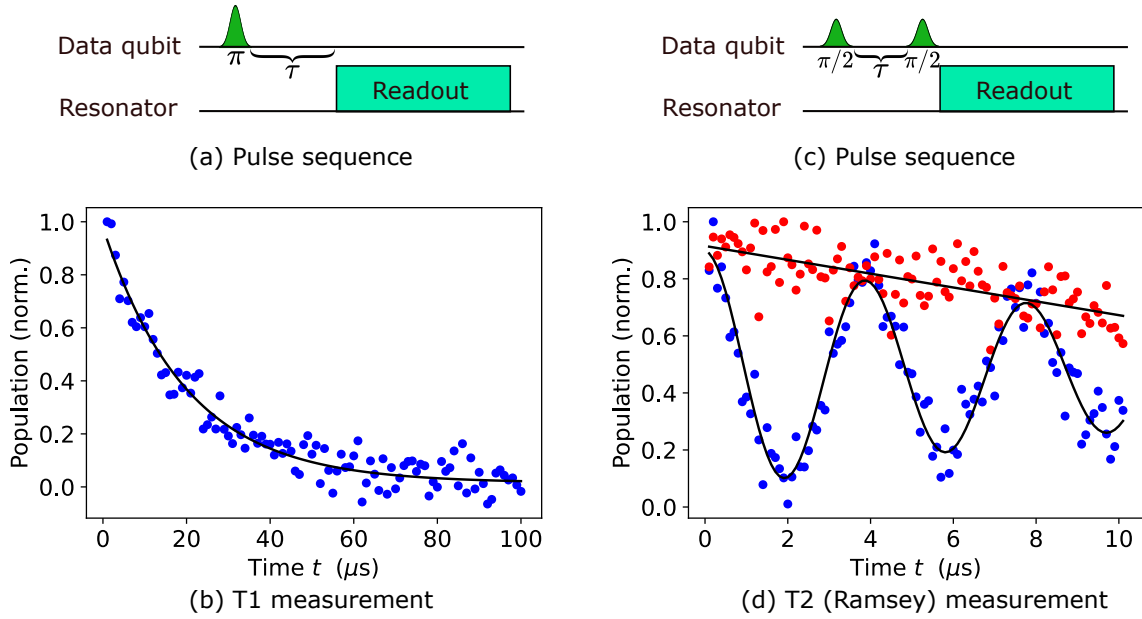 Data qubit
π
τ
Readout
Resonator
(a) Pulse sequence
Data qubit
π/2
τ
π/2
Readout
Resonator
(c) Pulse sequence
1.0
0.8
0.6
0.4
0.2
0.0
Population (norm.)
0
20
40
60
80
100
Time t (μs)
(b) T1 measurement
1.0
0.8
0.6
0.4
0.2
0.0
Population (norm.)
0
2
4
6
8
10
Time t (μs)
(d) T2 (Ramsey) measurement